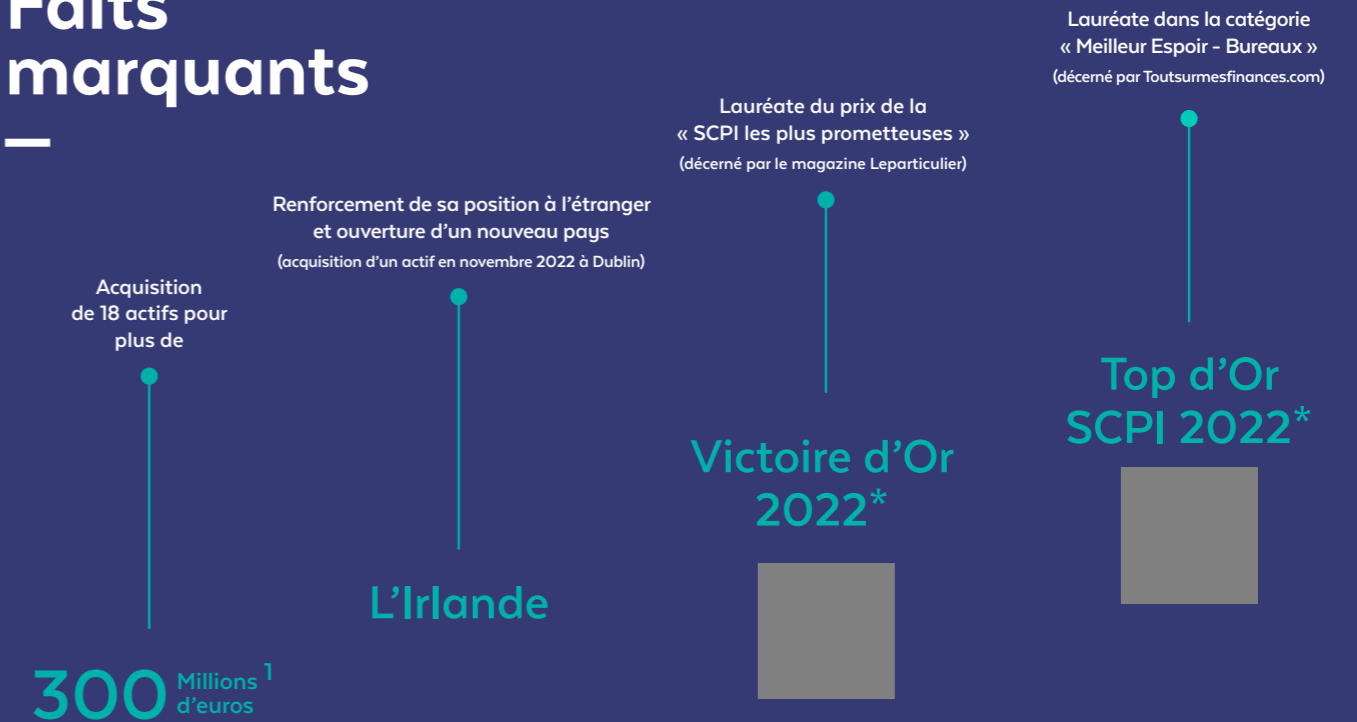 Faits
marquants
Acquisition
de 18 actifs pour
plus de
300 Millions 1
d'euros
Renforcement de sa position à l'étranger
et ouverture d'un nouveau pays
(acquisition d'un actif en novembre 2022 à Dublin)
L'Irlande
Lauréate du prix de la
« SCPI les plus prometteuses »
(décerné par le magazine Leparticulier)
Victoire d'Or
2022*
Lauréate dans la catégorie
« Meilleur Espoir - Bureaux »
(décerné par Toutsurmesfinances.com)
Top d'Or
SCPI 2022*